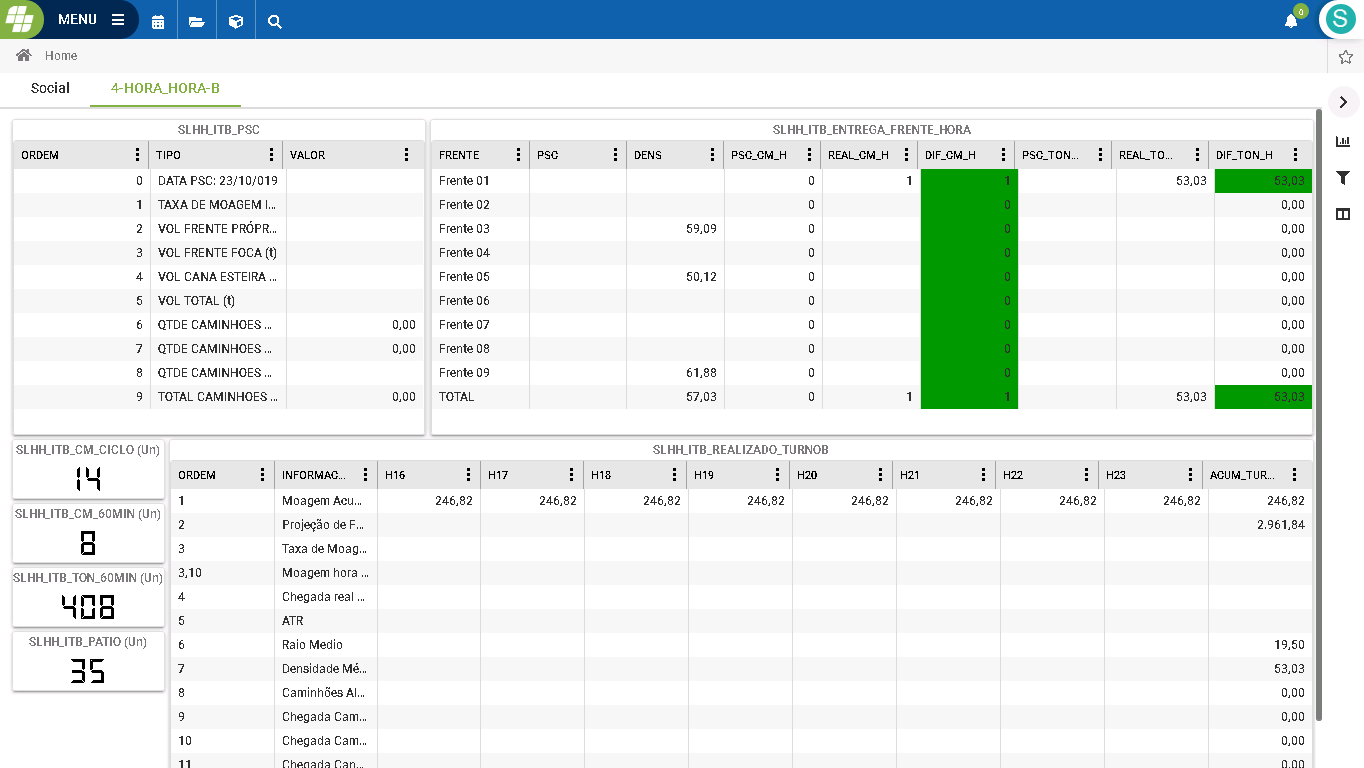 MENU
0
S
Home
Social 4-HORA_HORA-B
SLHH_ITB_PSC
ORDEM TIPO VALOR
0 DATA PSC: 23/10/019
1 TAXA DE MOAGEM I...
2 VOL FRENTE PRÓPR...
3 VOL FRENTE FOCA (t)
4 VOL CANA ESTEIRA ...
5 VOL TOTAL (t)
6 QTDE CAMINHOES ... 0,00
7 QTDE CAMINHOES ... 0,00
8 QTDE CAMINHOES ...
9 TOTAL CAMINHOES ... 0,00
SLHH_ITB_ENTREGA_FRENTE_HORA
FRENTE PSC DENS PSC_CM_H REAL_CM_H DIF_CM_H PSC_TON... REAL_TO... DIF_TON_H
Frente 01 0 1 1 53,03 53,03
Frente 02 0 0 0,00
Frente 03 59,09 0 0 0,00
Frente 04 0 0 0,00
Frente 05 50,12 0 0 0,00
Frente 06 0 0 0,00
Frente 07 0 0 0,00
Frente 08 0 0 0,00
Frente 09 61,88 0 0 0,00
TOTAL 57,03 0 1 1 53,03 53,03
SLHH_ITB_CM_CICLO (Un)
14
SLHH_ITB_CM_60MIN (Un)
8
SLHH_ITB_TON_60MIN (Un)
408
SLHH_ITB_PATIO (Un)
35
SLHH_ITB_REALIZADO_TURNOB
ORDEM INFORMAC... H16 H17 H18 H19 H20 H21 H22 H23 ACUM_TUR...
1 Moagem Acu... 246,82 246,82 246,82 246,82 246,82 246,82 246,82 246,82 246,82
2 Projeção de F... 2.961,84
3 Taxa de Moag...
3,10 Moagem hora ...
4 Chegada real ...
5 ATR
6 Raio Medio 19,50
7 Densidade Mé... 53,03
8 Caminhões Al... 0,00
9 Chegada Cam... 0,00
10 Chegada Cam... 0,00
11 Chegada Can... 0,00